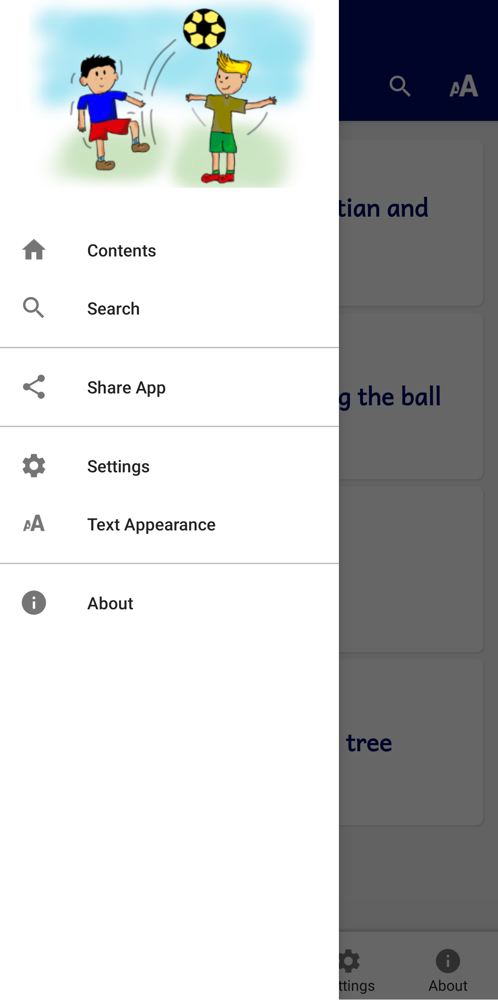 Contents
Search
Share App
Settings
Text Appearance
About
tian and
g the ball
tree
ttings
About